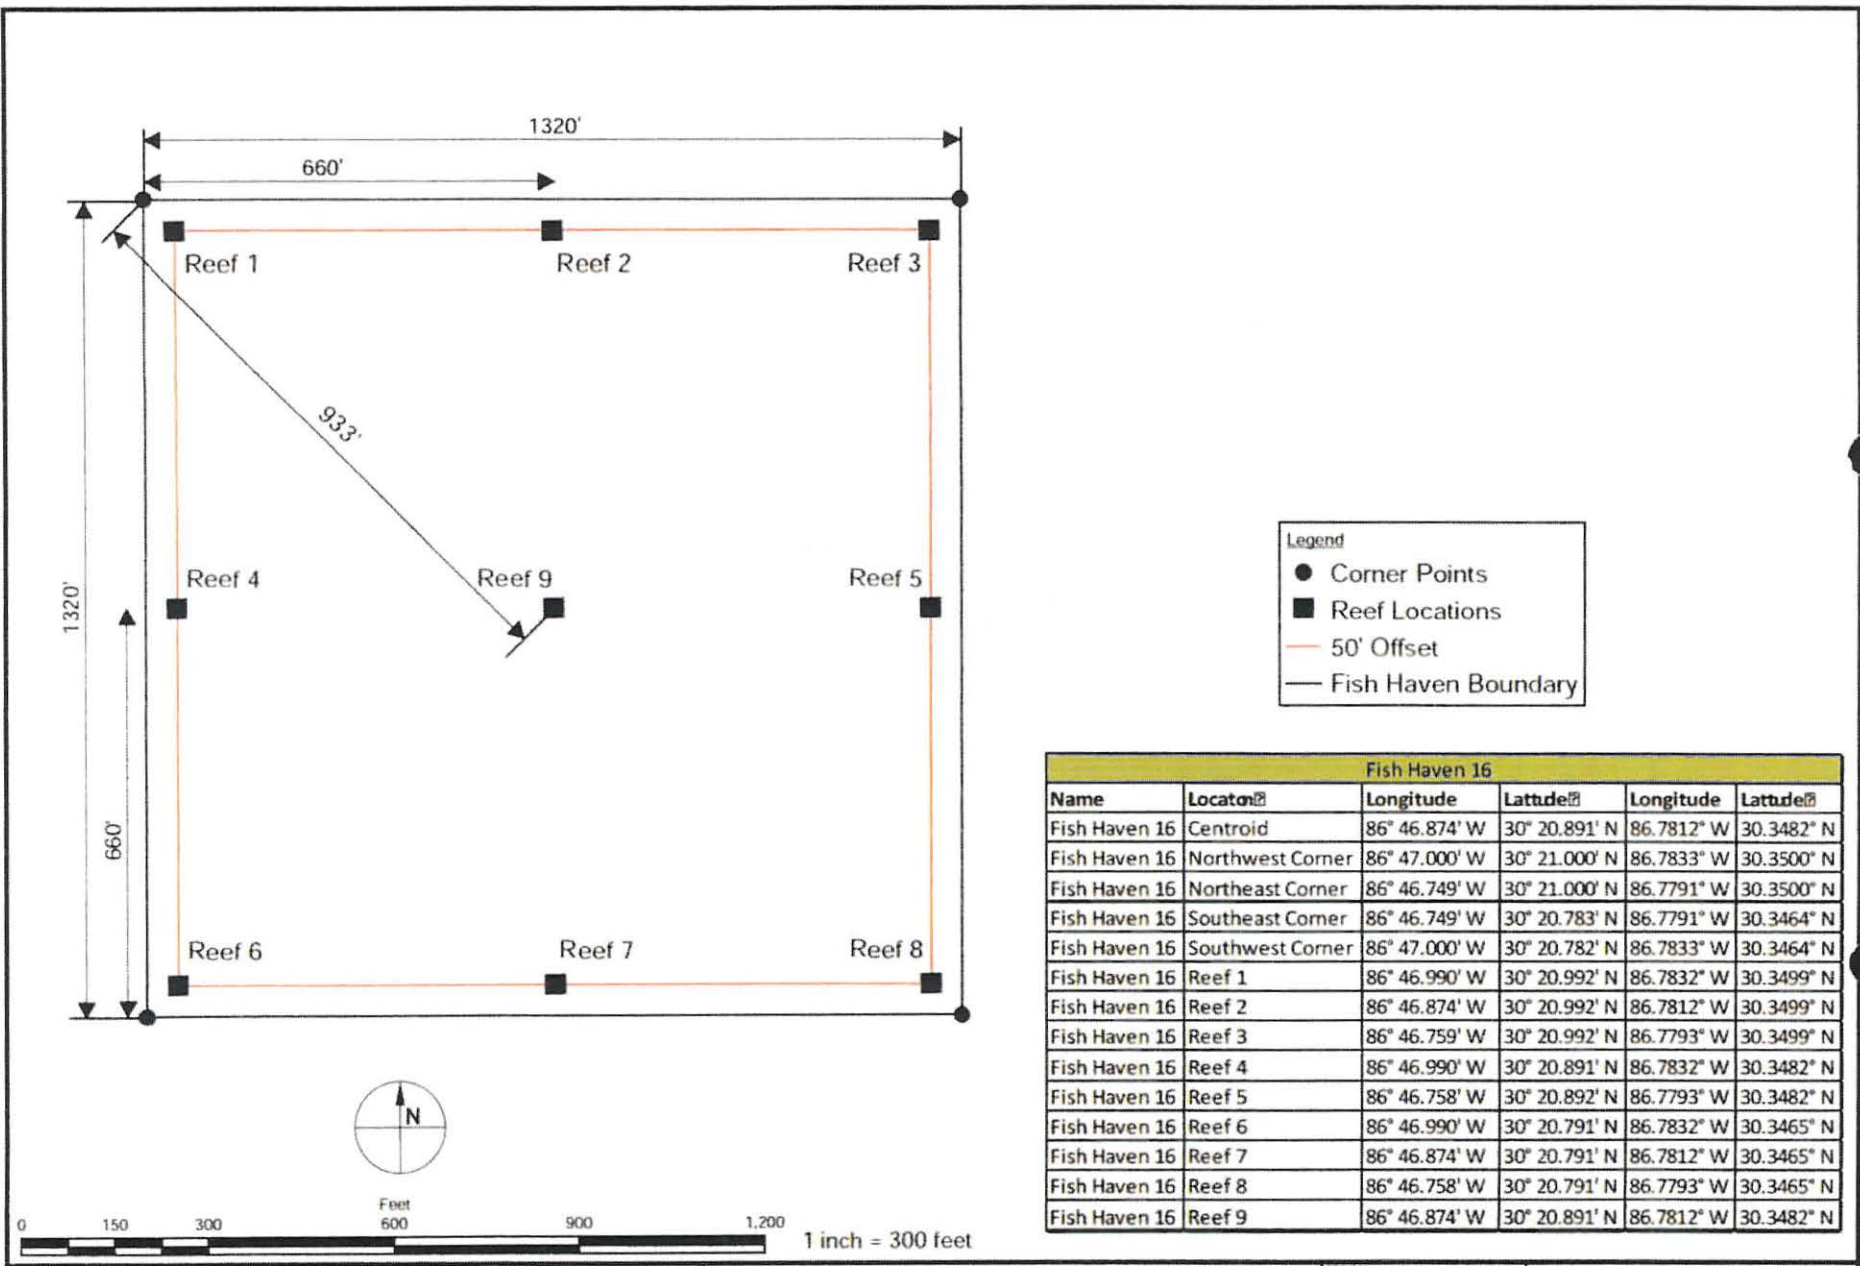 1320'
660'
Reef 1
Reef 2
Reef 3
933'
Reef 4
Reef 9
Reef 5
1320'
660'
Reef 6
Reef 7
Reef 8
N
Feet
0 150 300 600 900 1,200
1 inch = 300 feet
Legend
Corner Points
Reef Locations
50' Offset
Fish Haven Boundary
Fish Haven 16
Name Locaton Longitude Lattude Longitude Lattude
Fish Haven 16 Centroid 86° 46.874' W 30° 20.891' N 86.7812° W 30.3482° N
Fish Haven 16 Northwest Corner 86° 47.000' W 30° 21.000' N 86.7833° W 30.3500° N
Fish Haven 16 Northeast Corner 86° 46.749' W 30° 21.000' N 86.7791° W 30.3500° N
Fish Haven 16 Southeast Corner 86° 46.749' W 30° 20.783' N 86.7791° W 30.3464° N
Fish Haven 16 Southwest Corner 86° 47.000' W 30° 20.782' N 86.7833° W 30.3464° N
Fish Haven 16 Reef 1 86° 46.990' W 30° 20.992' N 86.7832° W 30.3499° N
Fish Haven 16 Reef 2 86° 46.874' W 30° 20.992' N 86.7812° W 30.3499° N
Fish Haven 16 Reef 3 86° 46.759' W 30° 20.992' N 86.7793° W 30.3499° N
Fish Haven 16 Reef 4 86° 46.990' W 30° 20.891' N 86.7832° W 30.3482° N
Fish Haven 16 Reef 5 86° 46.758' W 30° 20.892' N 86.7793° W 30.3482° N
Fish Haven 16 Reef 6 86° 46.990' W 30° 20.791' N 86.7832° W 30.3465° N
Fish Haven 16 Reef 7 86° 46.874' W 30° 20.791' N 86.7812° W 30.3465° N
Fish Haven 16 Reef 8 86° 46.758' W 30° 20.791' N 86.7793° W 30.3465° N
Fish Haven 16 Reef 9 86° 46.874' W 30° 20.891' N 86.7812° W 30.3482° N